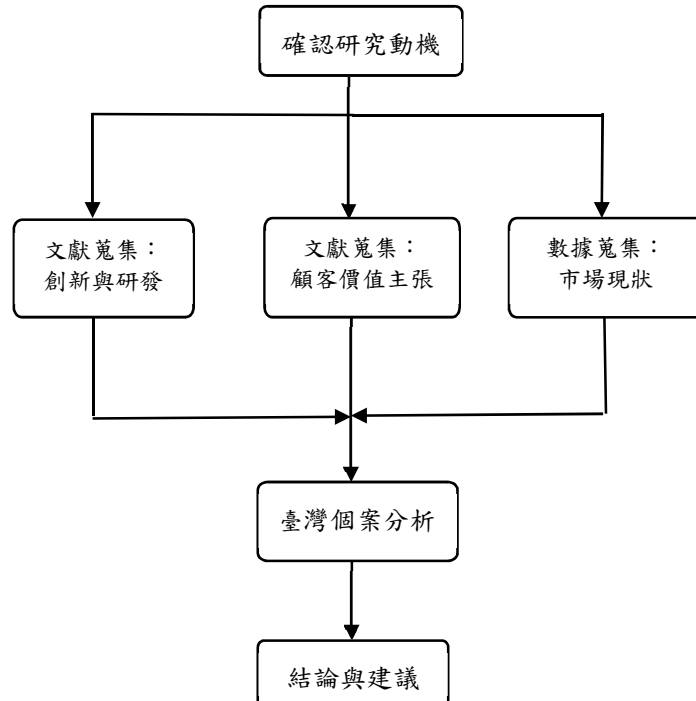 確認研究動機
文獻蒐集：
創新與研發
文獻蒐集：
顧客價值主張
數據蒐集：
市場現狀
臺灣個案分析
結論與建議